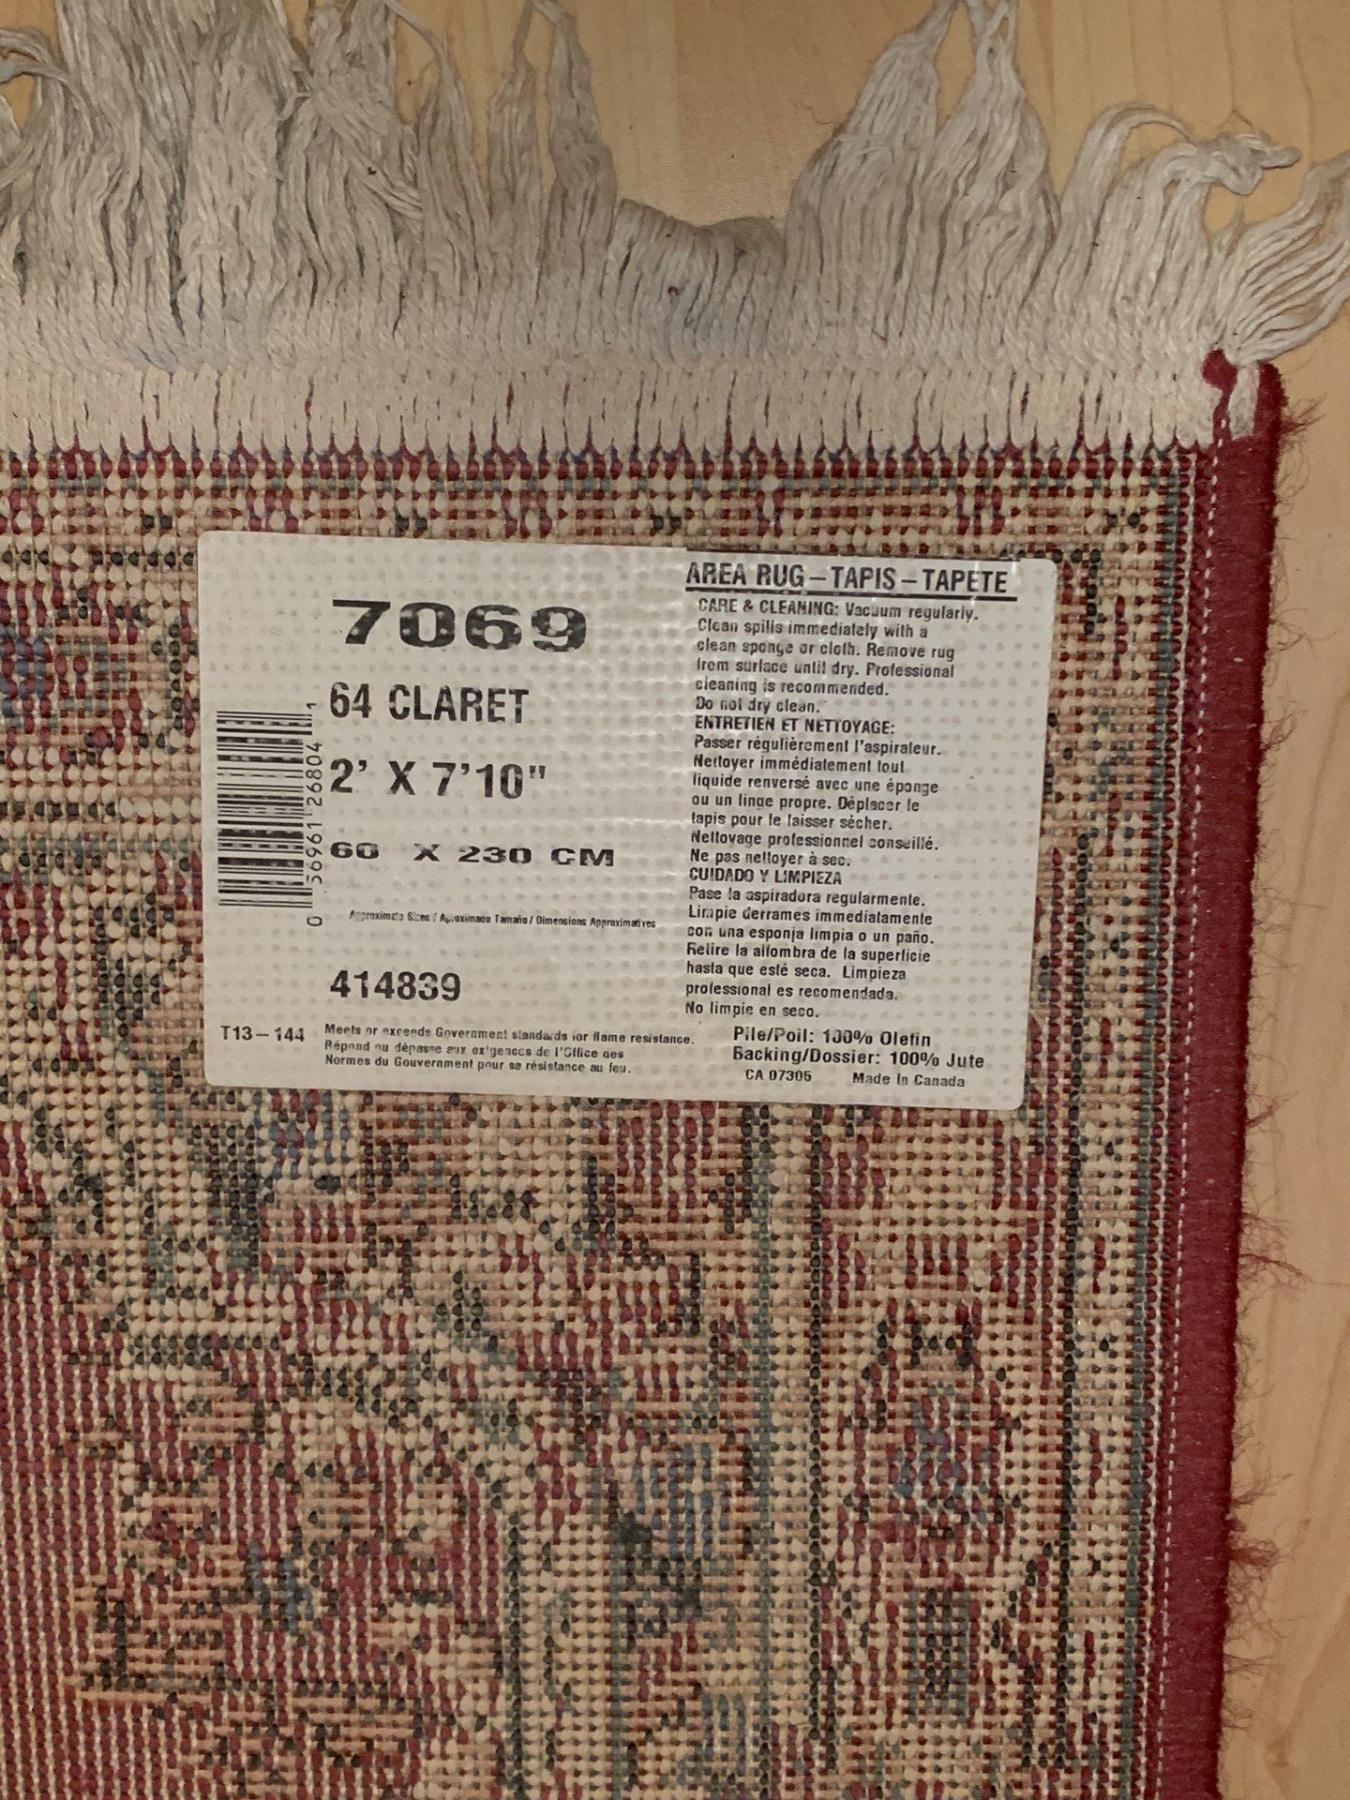 7069
64 CLARET
2' X 7'10"
60 X 230 CM
Approximate Sizes / Aproximado Tamaño / Dimensions Approximatives
414839
0 56961 26804 1
T13-144
Meets or exceeds Government standards for flame resistance.
Répond ou dépasse aux exigences de l'Office des
Normes du Gouvernement pour sa résistance au feu.
AREA RUG - TAPIS - TAPETE
CARE & CLEANING: Vacuum regularly.
Clean spills immediately with a
clean sponge or cloth. Remove rug
from surface until dry. Professional
cleaning is recommended.
Do not dry clean.
ENTRETIEN ET NETTOYAGE:
Passer régulièrement l'aspirateur.
Nettoyer immédiatement tout
liquide renversé avec une éponge
ou un linge propre. Déplacer le
tapis pour le laisser sécher.
Nettoyage professionnel conseillé.
Ne pas nettoyer à sec.
CUIDADO Y LIMPIEZA
Pase la aspiradora regularmente.
Limpie derrames immediatamente
con una esponja limpia o un paño.
Retire la alfombra de la superficie
hasta que esté seca. Limpieza
professional es recomendada.
No limpie en seco.
Pile/Poil: 100% Olefin
Backing/Dossier: 100% Jute
CA 07305 Made In Canada